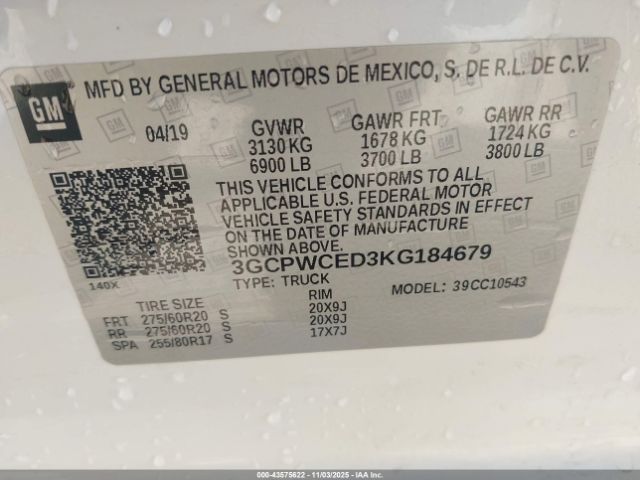 MFD BY GENERAL MOTORS DE MEXICO, S. DE R.L. DE C.V.
GM
04/19
GVWR GAWR FRT GAWR RR
3130 KG 1678 KG 1724 KG
6900 LB 3700 LB 3800 LB
THIS VEHICLE CONFORMS TO ALL
APPLICABLE U.S. FEDERAL MOTOR
VEHICLE SAFETY STANDARDS IN EFFECT
ON THE DATE OF MANUFACTURE
SHOWN ABOVE.
3GCPWCED3KG184679
140X
TYPE: TRUCK MODEL: 39CC10543
TIRE SIZE RIM
FRT 275/60R20 S 20X9J
RR 275/60R20 S 20X9J
SPA 255/80R17 S 17X7J
000-43575622 - 11/03/2025 - IAAI.COM